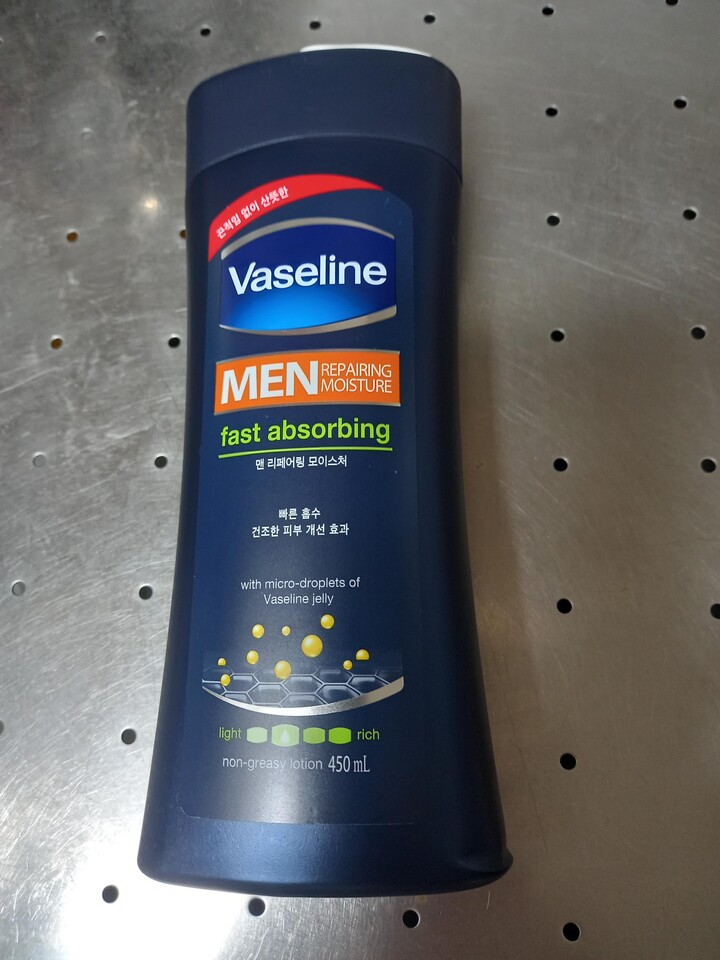 끈적임 없이 산뜻한
Vaseline
MEN REPAIRING
MOISTURE
fast absorbing
맨 리페어링 모이스처
빠른 흡수
건조한 피부 개선 효과
with micro-droplets of
Vaseline jelly
light rich
non-greasy lotion 450 mL